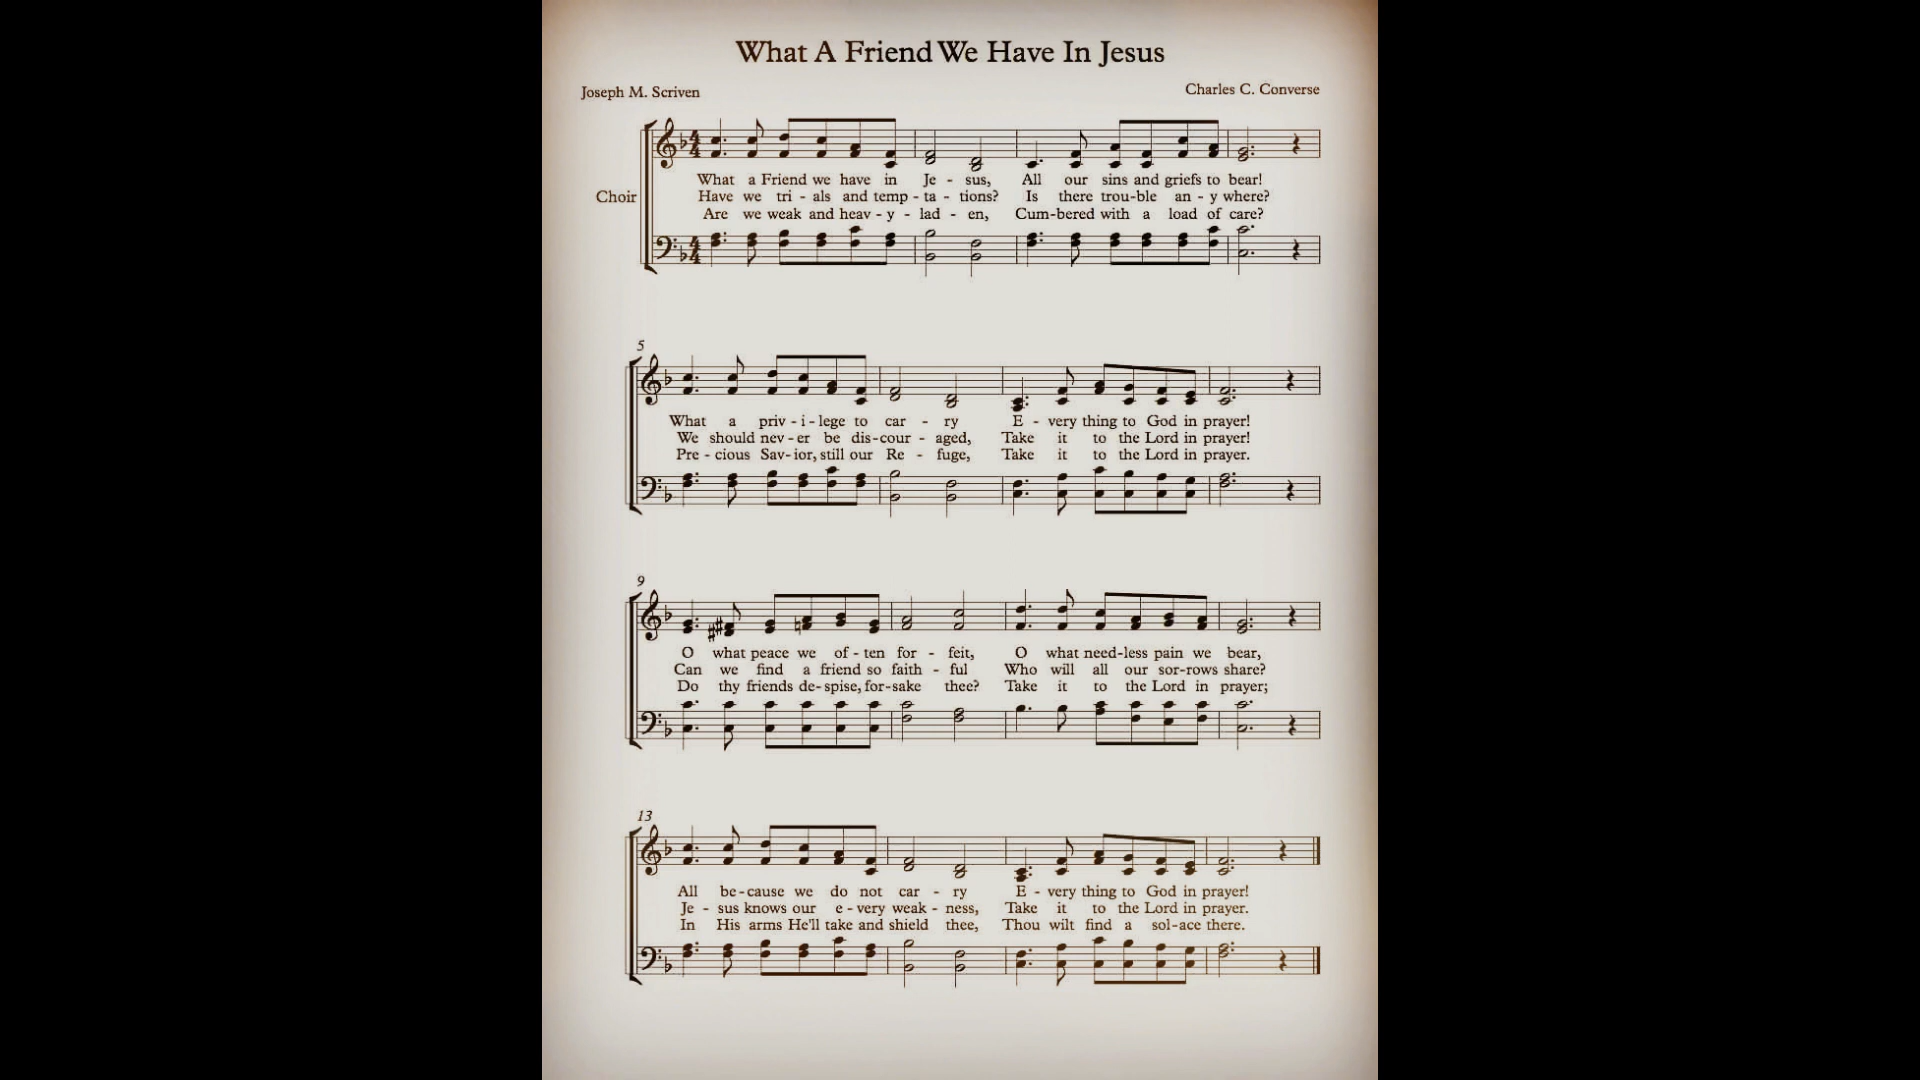 What A Friend We Have In Jesus
Joseph M. Scriven
Charles C. Converse
Choir
What a Friend we have in Je - sus, All our sins and griefs to bear!
Have we tri - als and temp - ta - tions? Is there trou-ble an - y where?
Are we weak and heav - y - lad - en, Cum-bered with a load of care?
5
What a priv - i - lege to car - ry E - very thing to God in prayer!
We should nev - er be dis-cour - aged, Take it to the Lord in prayer!
Pre - cious Sav-ior, still our Re - fuge, Take it to the Lord in prayer.
9
O what peace we of - ten for - feit, O what need-less pain we bear,
Can we find a friend so faith - ful Who will all our sor-rows share?
Do thy friends de-spise, for-sake thee? Take it to the Lord in prayer;
13
All be-cause we do not car - ry E - very thing to God in prayer!
Je - sus knows our e - very weak - ness, Take it to the Lord in prayer.
In His arms He'll take and shield thee, Thou wilt find a sol-ace there.